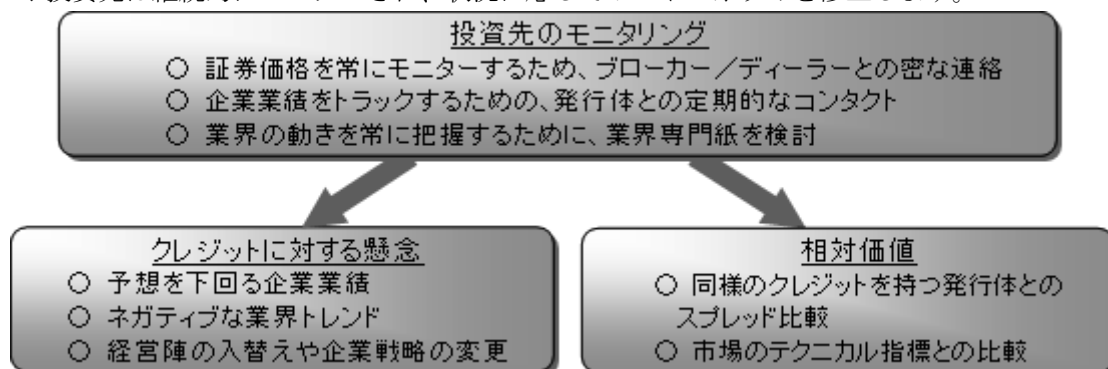 投資先のモニタリング
○ 証券価格を常にモニターするため、ブローカー／ディーラーとの密な連絡
○ 企業業績をトラックするための、発行体との定期的なコンタクト
○ 業界の動きを常に把握するために、業界専門紙を検討
クレジットに対する懸念
○ 予想を下回る企業業績
○ ネガティブな業界トレンド
○ 経営陣の入替えや企業戦略の変更
相対価値
○ 同様のクレジットを持つ発行体との
スプレッド比較
○ 市場のテクニカル指標との比較